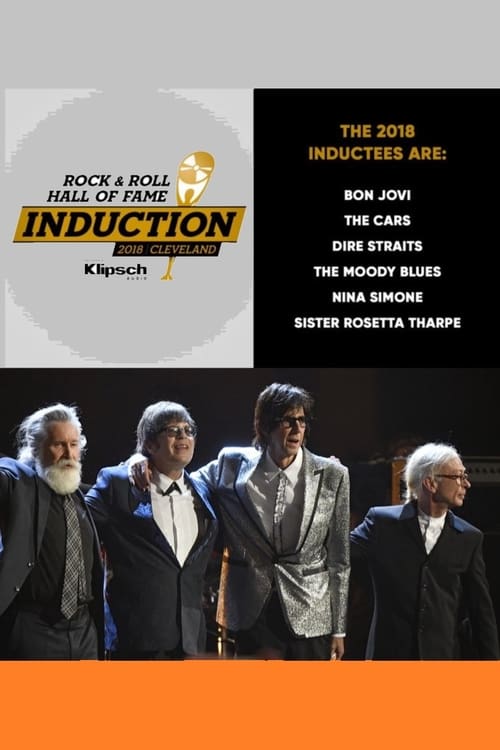 ROCK & ROLL
HALL OF FAME
INDUCTION
2018 CLEVELAND
Klipsch
AUDIO
THE 2018
INDUCTEES ARE:
BON JOVI
THE CARS
DIRE STRAITS
THE MOODY BLUES
NINA SIMONE
SISTER ROSETTA THARPE